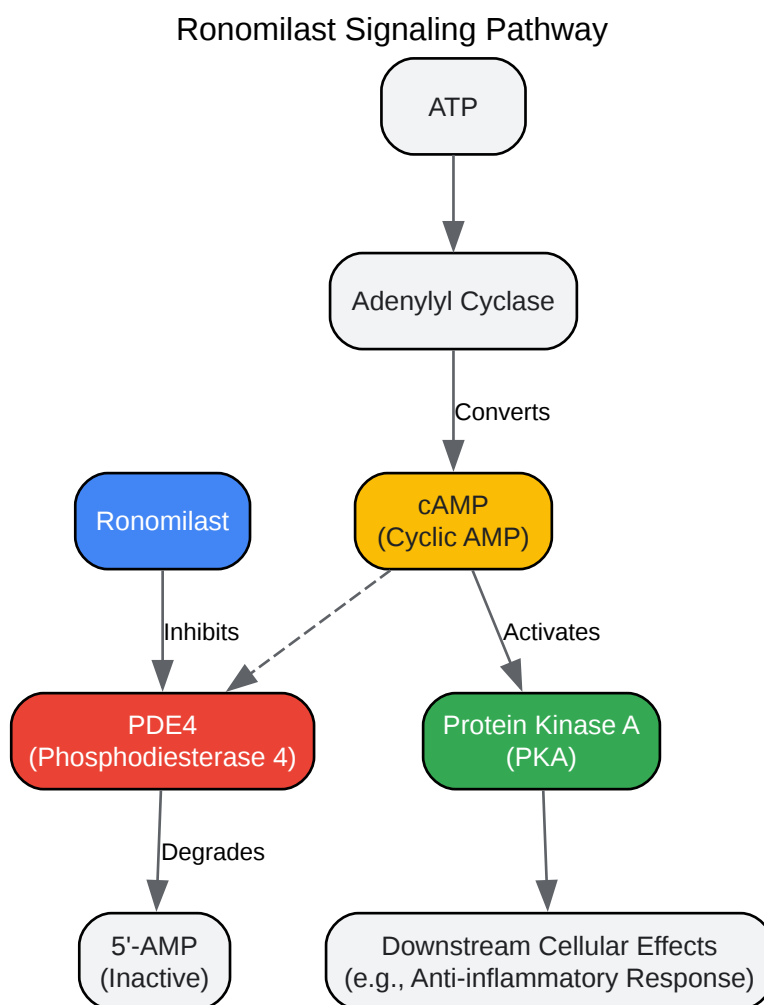 Ronomilast Signaling Pathway
ATP
Adenylyl Cyclase
Converts
Ronomilast
cAMP
(Cyclic AMP)
Inhibits
Activates
PDE4
(Phosphodiesterase 4)
Protein Kinase A
(PKA)
Degrades
5'-AMP
(Inactive)
Downstream Cellular Effects
(e.g., Anti-inflammatory Response)